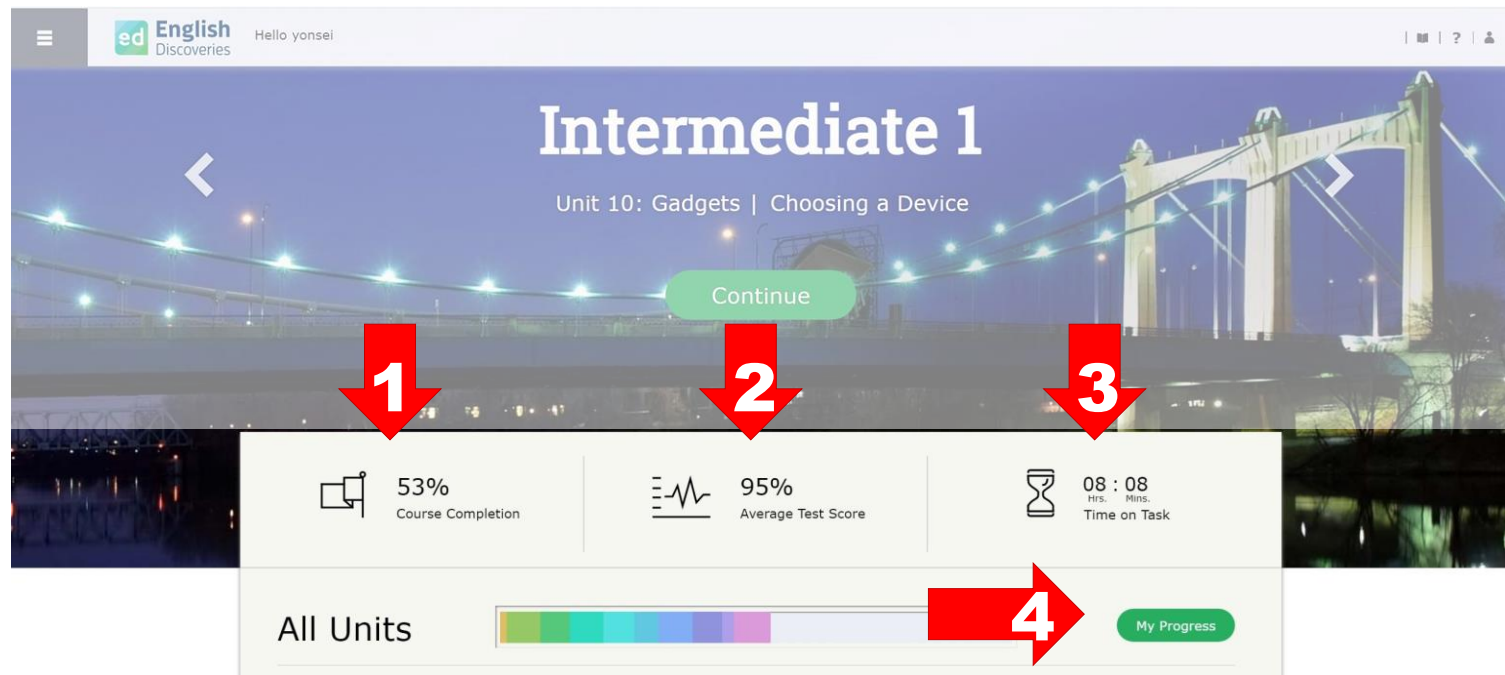 ed English Discoveries
Hello yonsei
| | ? |
Intermediate 1
Unit 10: Gadgets | Choosing a Device
Continue
1
2
3
53%
Course Completion
95%
Average Test Score
08 : 08
Hrs. Mins.
Time on Task
All Units
4
My Progress